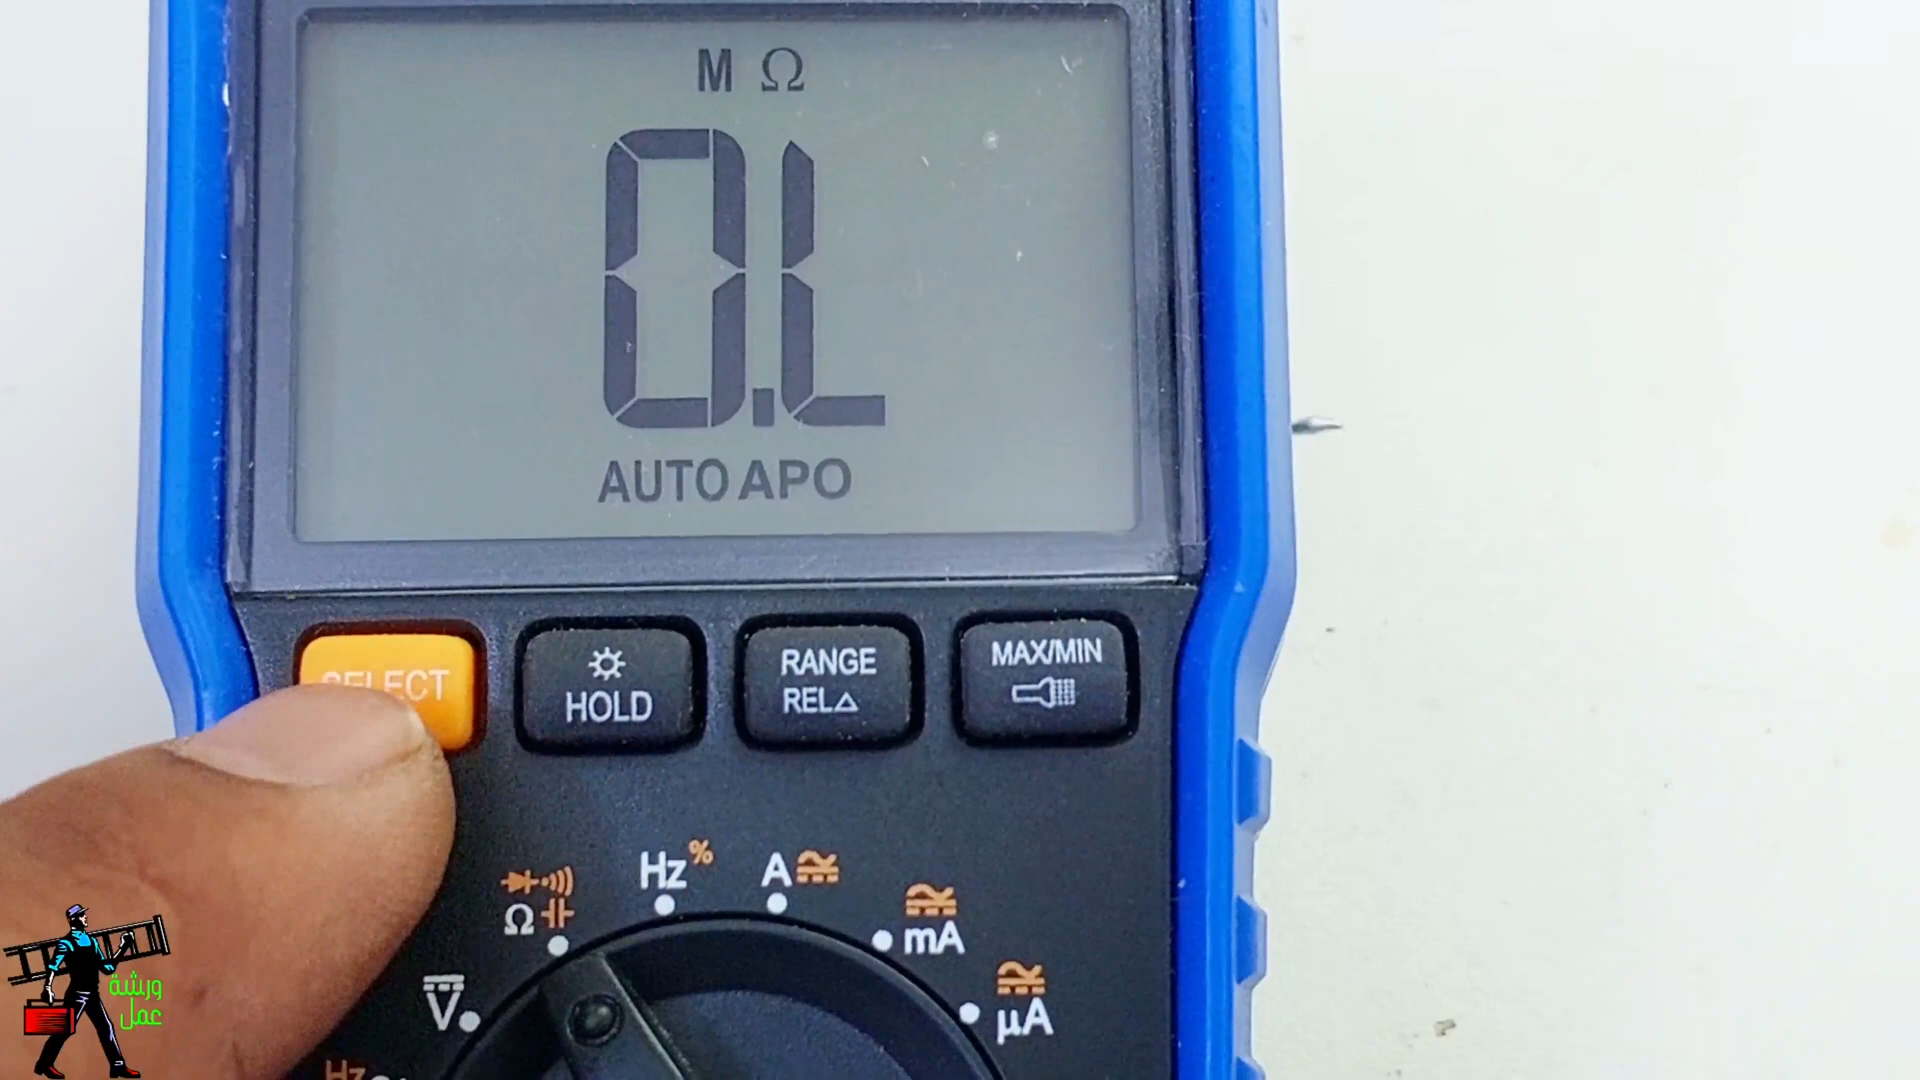 M Ω
0.L
AUTO APO
SELECT
HOLD
RANGE
REL△
MAX/MIN
Hz%
A
Ω
mA
V
μA
Hz
ورشة
عمل